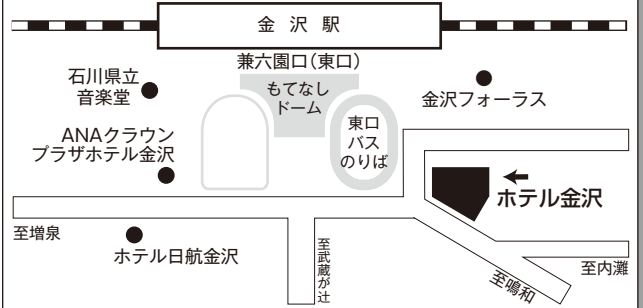 金沢駅
兼六園口(東口)
石川県立
音楽堂
もてなし
ドーム
金沢フォーラス
ANAクラウン
プラザホテル金沢
東口
バス
のりば
ホテル金沢
至増泉
ホテル日航金沢
至武蔵が辻
至内灘
至鳴和